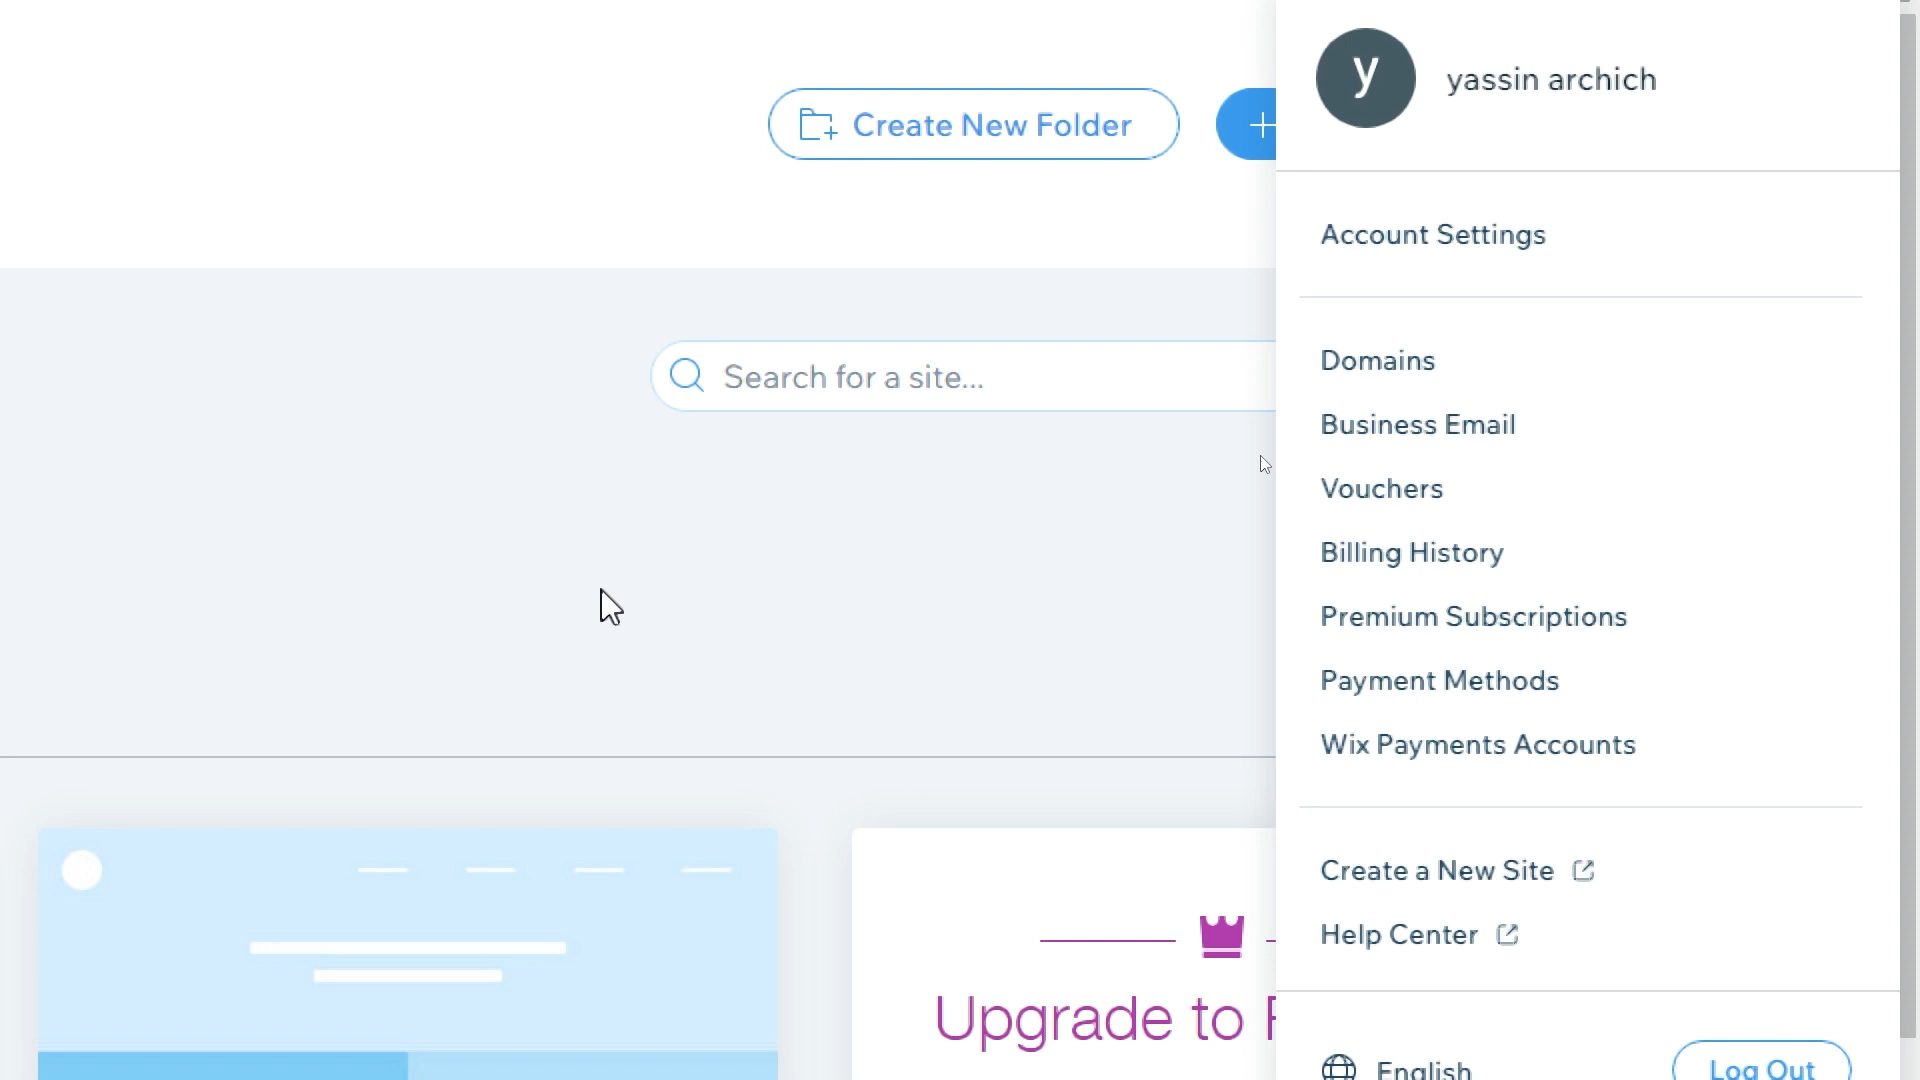 y
yassin archich
Create New Folder
Account Settings
Domains
Search for a site...
Business Email
Vouchers
Billing History
Premium Subscriptions
Payment Methods
Wix Payments Accounts
Create a New Site
Help Center
Upgrade to
English
Log Out